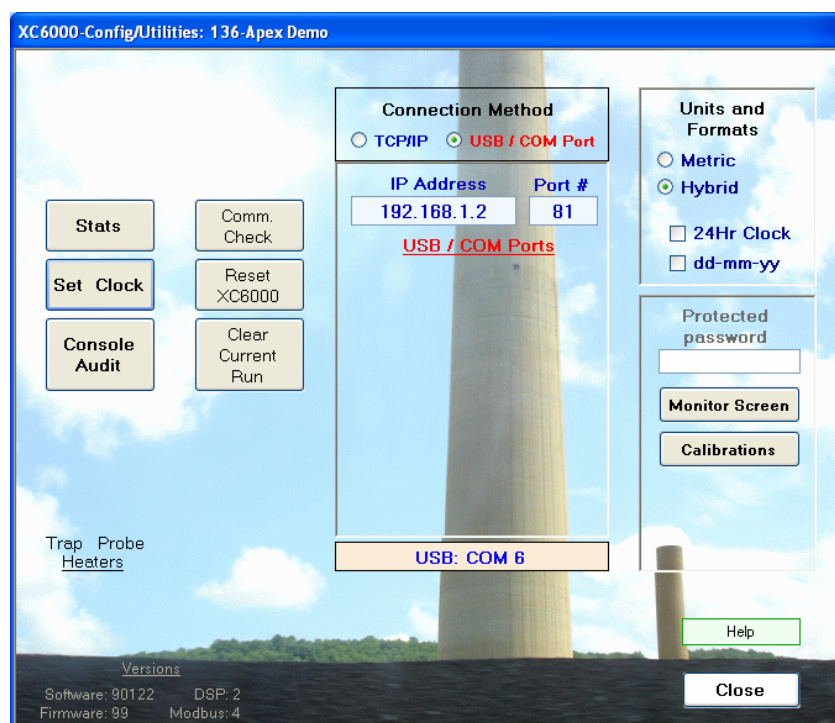 XC6000-Config/Utilities: 136-Apex Demo
Connection Method
TCP/IP
USB / COM Port
IP Address
Port #
192.168.1.2
81
USB / COM Ports
USB: COM 6
Units and
Formats
Metric
Hybrid
24Hr Clock
dd-mm-yy
Stats
Comm.
Check
Set Clock
Reset
XC6000
Console
Audit
Clear
Current
Run
Protected
password
Monitor Screen
Calibrations
Trap Probe
Heaters
Help
Close
Versions
Software: 90122 DSP: 2
Firmware: 99 Modbus: 4